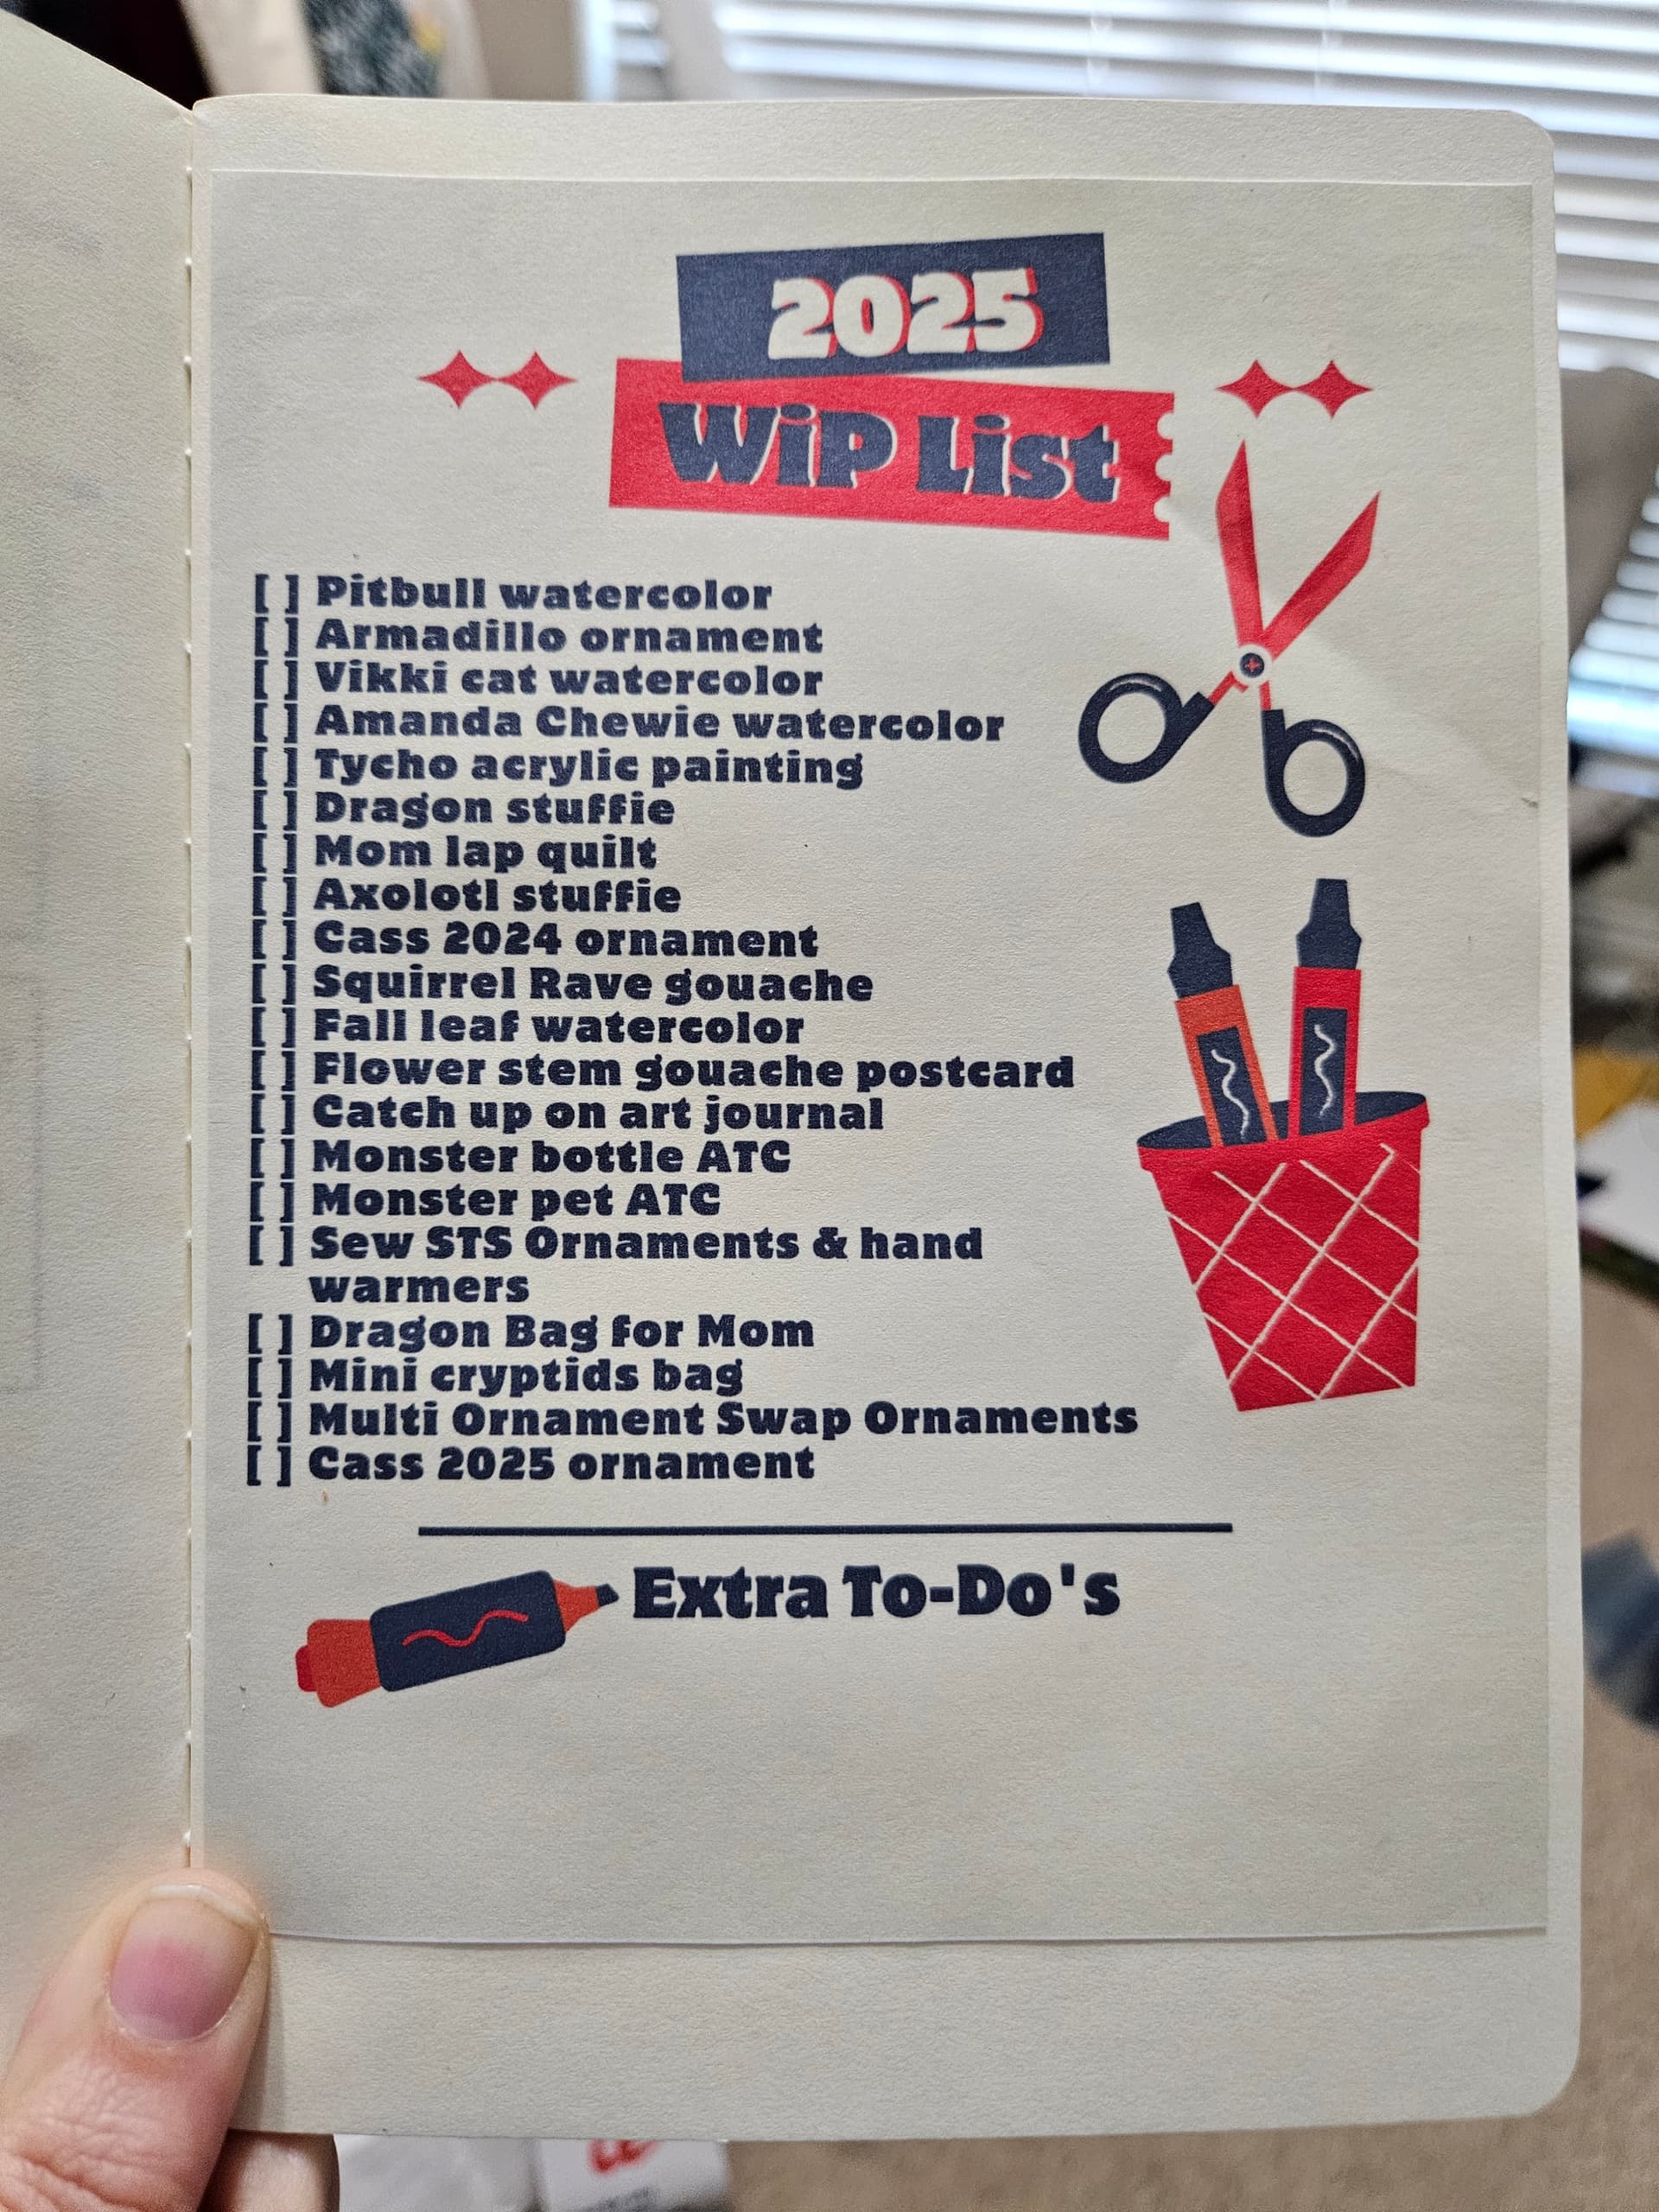 2025
WiP List
[ ] Pitbull watercolor
[ ] Armadillo ornament
[ ] Vikki cat watercolor
[ ] Amanda Chewie watercolor
[ ] Tycho acrylic painting
[ ] Dragon stuffie
[ ] Mom lap quilt
[ ] Axolotl stuffie
[ ] Cass 2024 ornament
[ ] Squirrel Rave gouache
[ ] Fall leaf watercolor
[ ] Flower stem gouache postcard
[ ] Catch up on art journal
[ ] Monster bottle ATC
[ ] Monster pet ATC
[ ] Sew STS Ornaments & hand
warmers
[ ] Dragon Bag for Mom
[ ] Mini cryptids bag
[ ] Multi Ornament Swap Ornaments
[ ] Cass 2025 ornament
Extra To-Do's